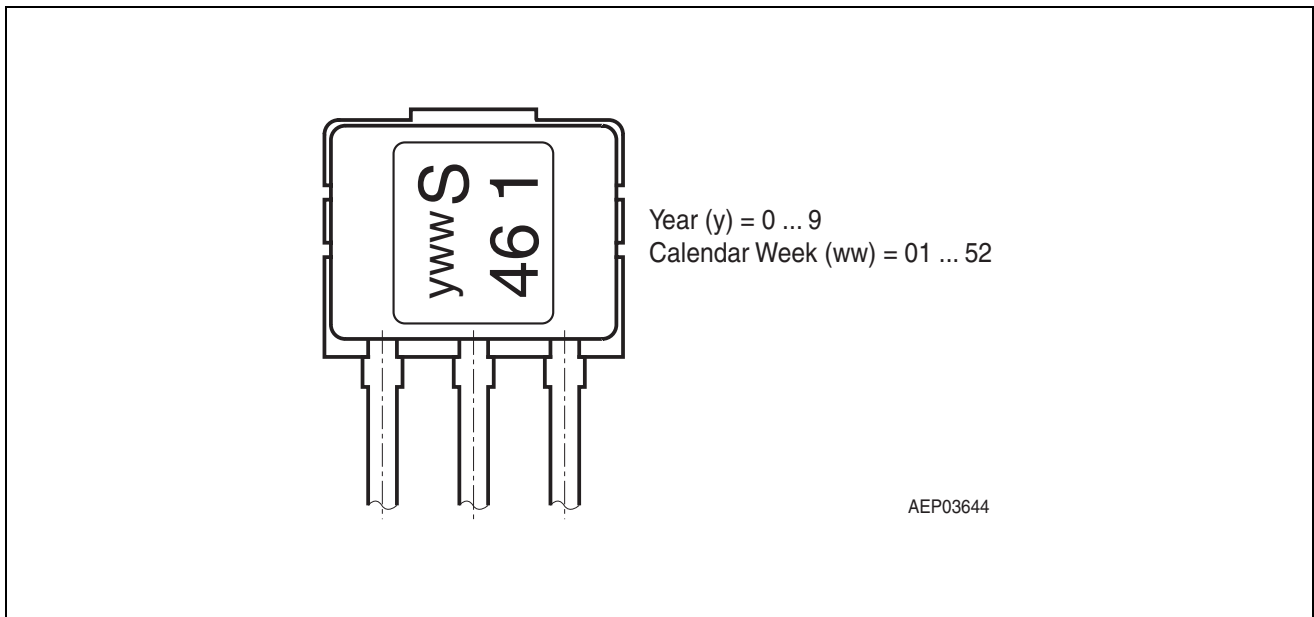 ywwS
46 1
Year (y) = 0 ... 9
Calendar Week (ww) = 01 ... 52
AEP03644